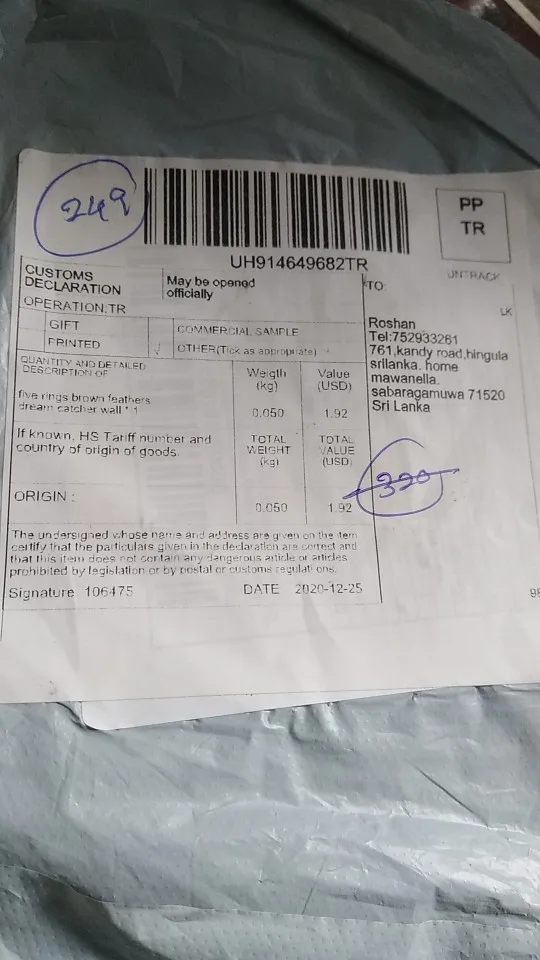 249
PP
TR
UH914649682TR
UNTRACK
CUSTOMS
DECLARATION
May be opened
officially
OPERATION:TR
GIFT
COMMERCIAL SAMPLE
PRINTED
OTHER(Tick as appropriate)
QUANTITY AND DETAILED
DESCRIPTION OF
Weigth
(kg)
Value
(USD)
five rings brown feathers
dream catcher wall * 1
0.050
1.92
If known, HS Tariff number and
country of origin of goods.
TOTAL
WEIGHT
(kg)
TOTAL
VALUE
(USD)
ORIGIN :
0.050
1.92
The undersigned whose name and address are given on the item
certify that the particulars given in the declaration are correct and
that this item does not contain any dangerous article or articles
prohibited by legislation or by postal or customs regulations.
Signature 106475
DATE 2020-12-25
TO:
LK
Roshan
Tel:752933261
761,kandy road,hingula
srilanka. home
mawanella.
sabaragamuwa 71520
Sri Lanka
320